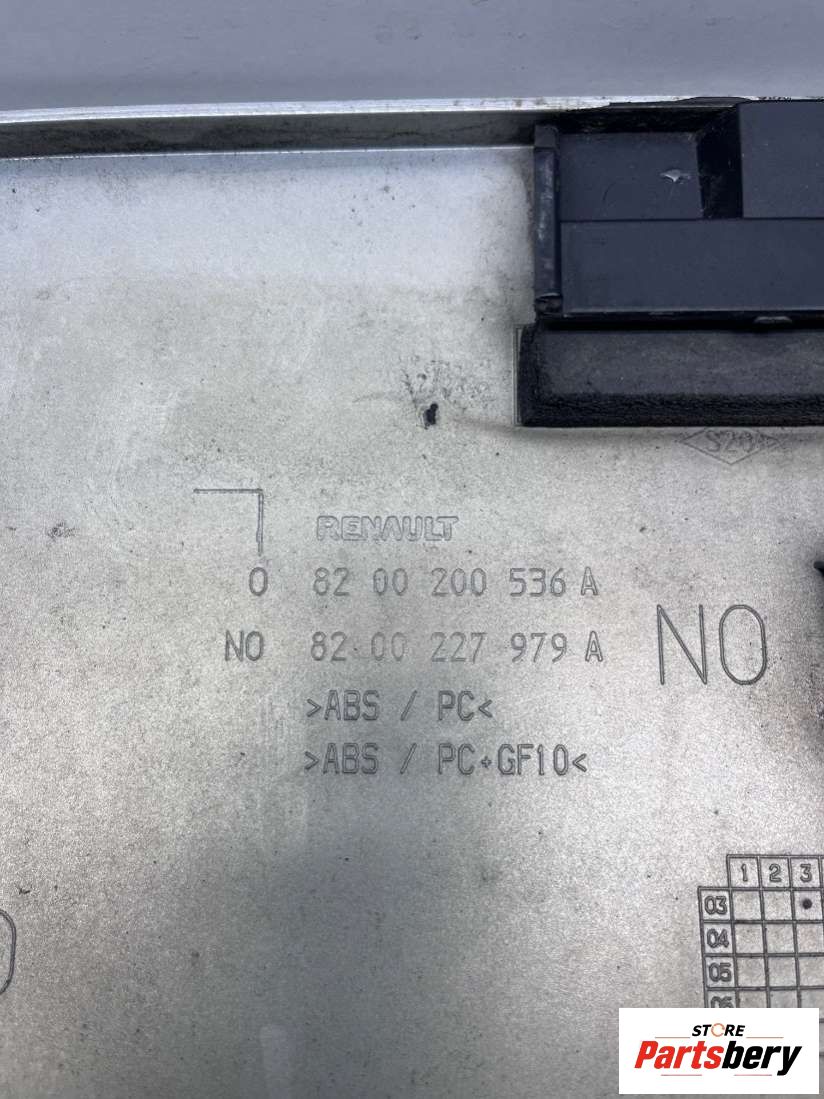 RENAULT
O 82 00 200 536 A
NO 82 00 227 979 A
NO
>ABS / PC<
>ABS / PC+GF10<
1 2 3
03
04
05
06
STORE
Partsbery